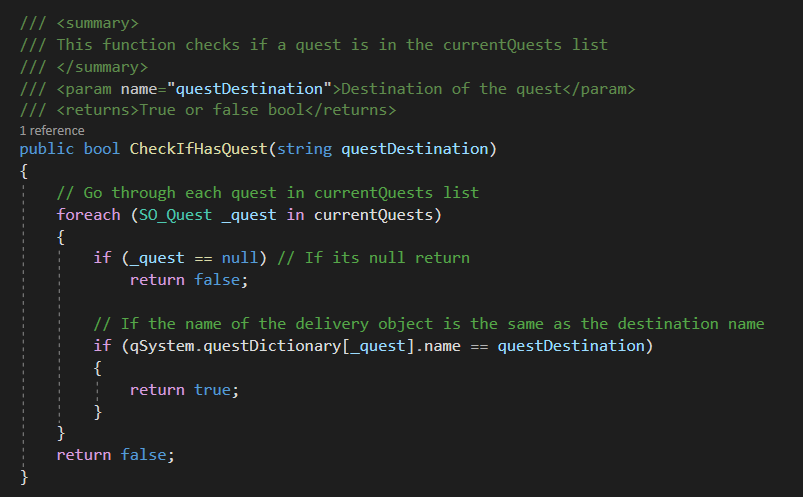 /// <summary>
/// This function checks if a quest is in the currentQuests list
/// </summary>
/// <param name="questDestination">Destination of the quest</param>
/// <returns>True or false bool</returns>
1 reference
public bool CheckIfHasQuest(string questDestination)
{
    // Go through each quest in currentQuests list
    foreach (SO_Quest _quest in currentQuests)
    {
        if (_quest == null) // If its null return
            return false;

        // If the name of the delivery object is the same as the destination name
        if (qSystem.questDictionary[_quest].name == questDestination)
        {
            return true;
        }
    }
    return false;
}